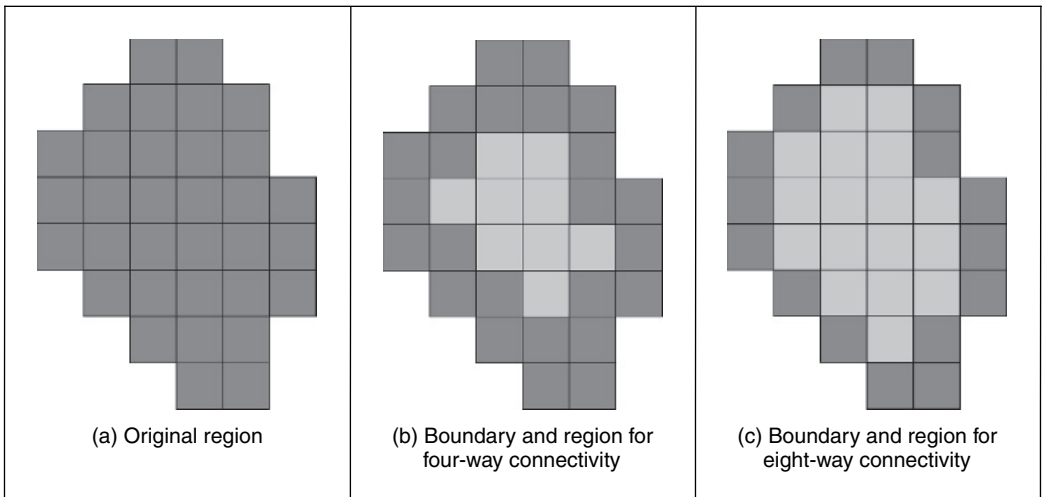 (a) Original region
(b) Boundary and region for
four-way connectivity
(c) Boundary and region for
eight-way connectivity